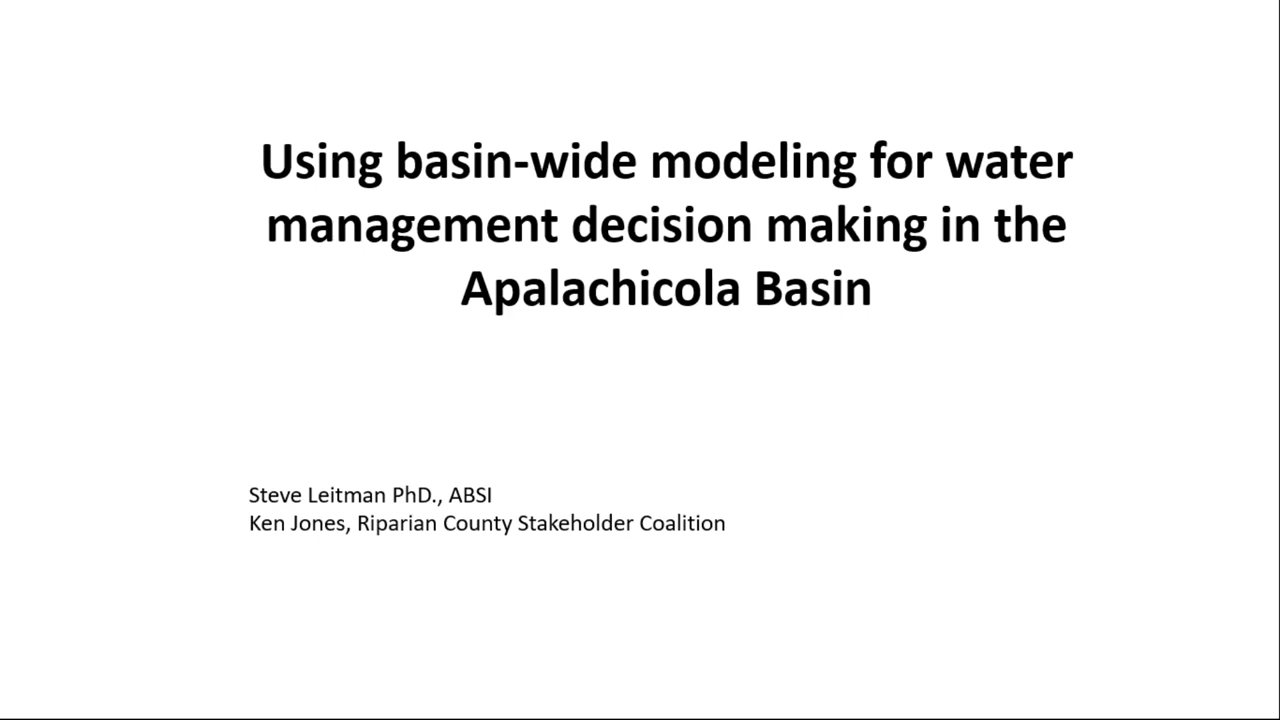 Using basin-wide modeling for water
management decision making in the
Apalachicola Basin
Steve Leitman PhD., ABSI
Ken Jones, Riparian County Stakeholder Coalition